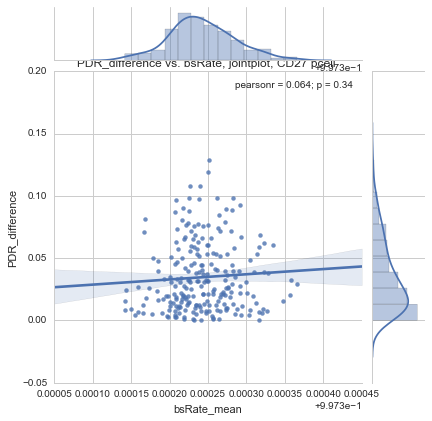 +9.973e−1
PDR_difference vs. bsRate, jointplot, CD27 pcell
pearsonr = 0.064; p = 0.34
0.20
0.15
0.10
0.05
0.00
−0.05
PDR_difference
0.00005 0.00010 0.00015 0.00020 0.00025 0.00030 0.00035 0.00040 0.00045
+9.973e−1
bsRate_mean